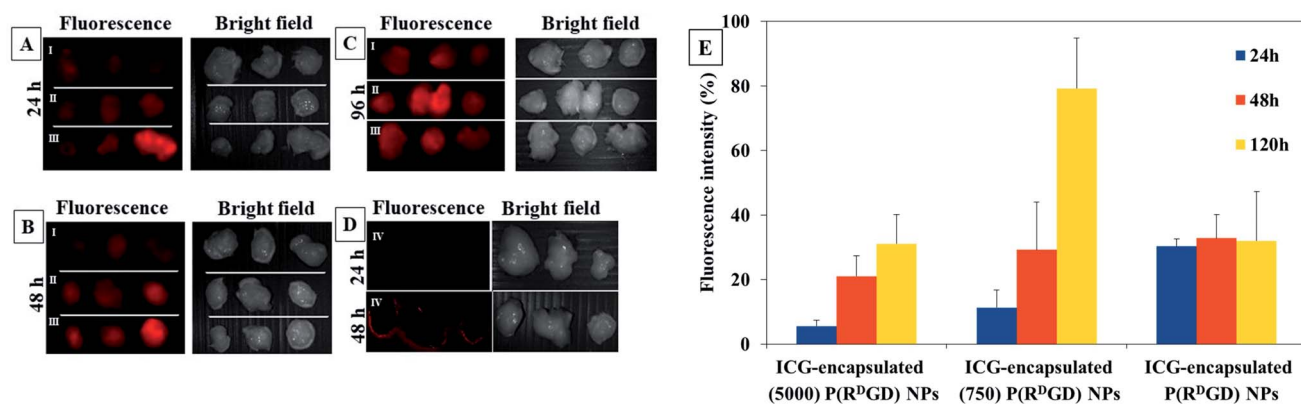 A
Fluorescence
Bright field
24 h
I
II
III
B
Fluorescence
Bright field
48 h
I
II
III
C
Fluorescence
Bright field
96 h
I
II
III
D
Fluorescence
Bright field
24 h
IV
48 h
IV
E
Fluorescence intensity (%)
100
80
60
40
20
0
24h
48h
120h
ICG-encapsulated
(5000) P(RᴰGD) NPs
ICG-encapsulated
(750) P(RᴰGD) NPs
ICG-encapsulated
P(RᴰGD) NPs